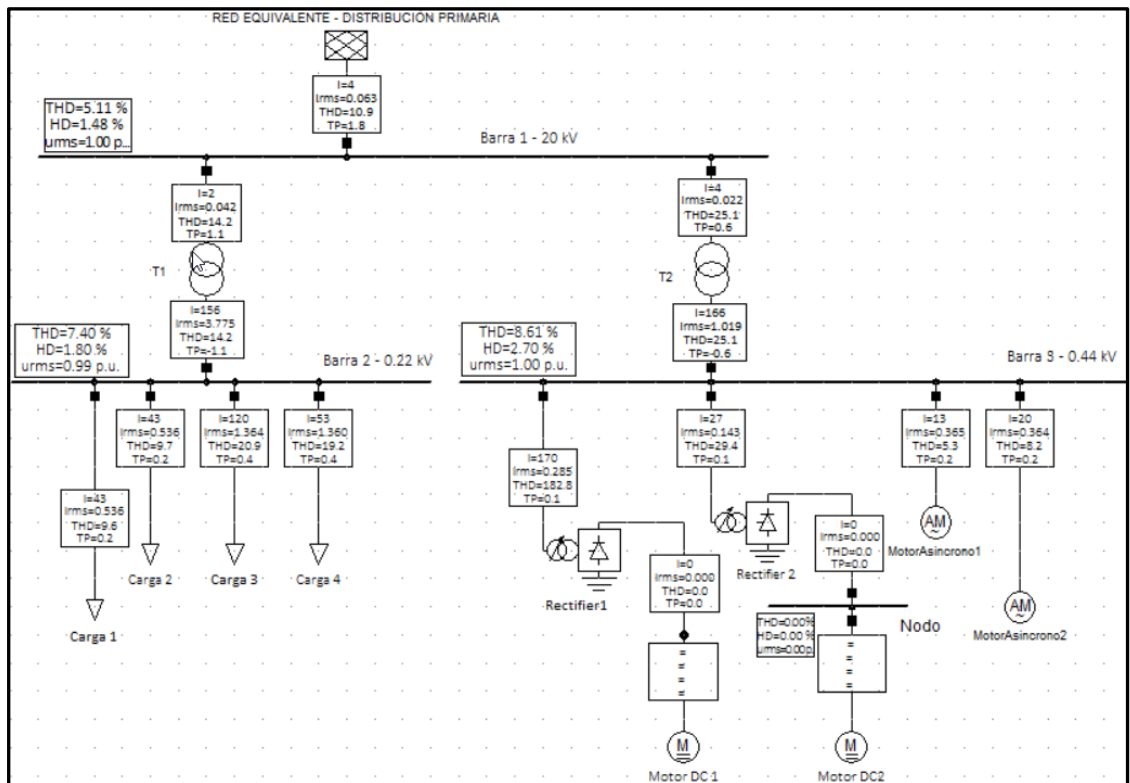 RED EQUIVALENTE - DISTRIBUCIÓN PRIMARIA
I=4
Irms=0.063
THD=10.9
TP=1.8
THD=5.11 %
HD=1.48 %
urms=1.00 p...
Barra 1 - 20 kV
I=2
Irms=0.042
THD=14.2
TP=1.1
I=4
Irms=0.022
THD=25.1
TP=0.6
T1
T2
I=156
Irms=3.775
THD=14.2
TP=-1.1
I=166
Irms=1.019
THD=25.1
TP=-0.6
THD=7.40 %
HD=1.80 %
urms=0.99 p.u.
Barra 2 - 0.22 kV
THD=8.61 %
HD=2.70 %
urms=1.00 p.u.
Barra 3 - 0.44 kV
I=43
Irms=0.536
THD=9.7
TP=0.2
I=120
Irms=1.364
THD=20.9
TP=0.4
I=53
Irms=1.360
THD=19.2
TP=0.4
I=27
Irms=0.143
THD=29.4
TP=0.1
I=13
Irms=0.365
THD=5.3
TP=0.2
I=20
Irms=0.364
THD=8.2
TP=0.2
I=170
Irms=0.285
THD=182.8
TP=0.1
I=43
Irms=0.536
THD=9.6
TP=0.2
Carga 2
Carga 3
Carga 4
Carga 1
Rectifier1
Rectifier 2
I=0
Irms=0.000
THD=0.0
TP=0.0
I=0
Irms=0.000
THD=0.0
TP=0.0
AM
MotorAsincrono1
AM
MotorAsincrono2
THD=0.00%
HD=0.00 %
urms=0.00p.
Nodo
M
Motor DC 1
M
Motor DC2